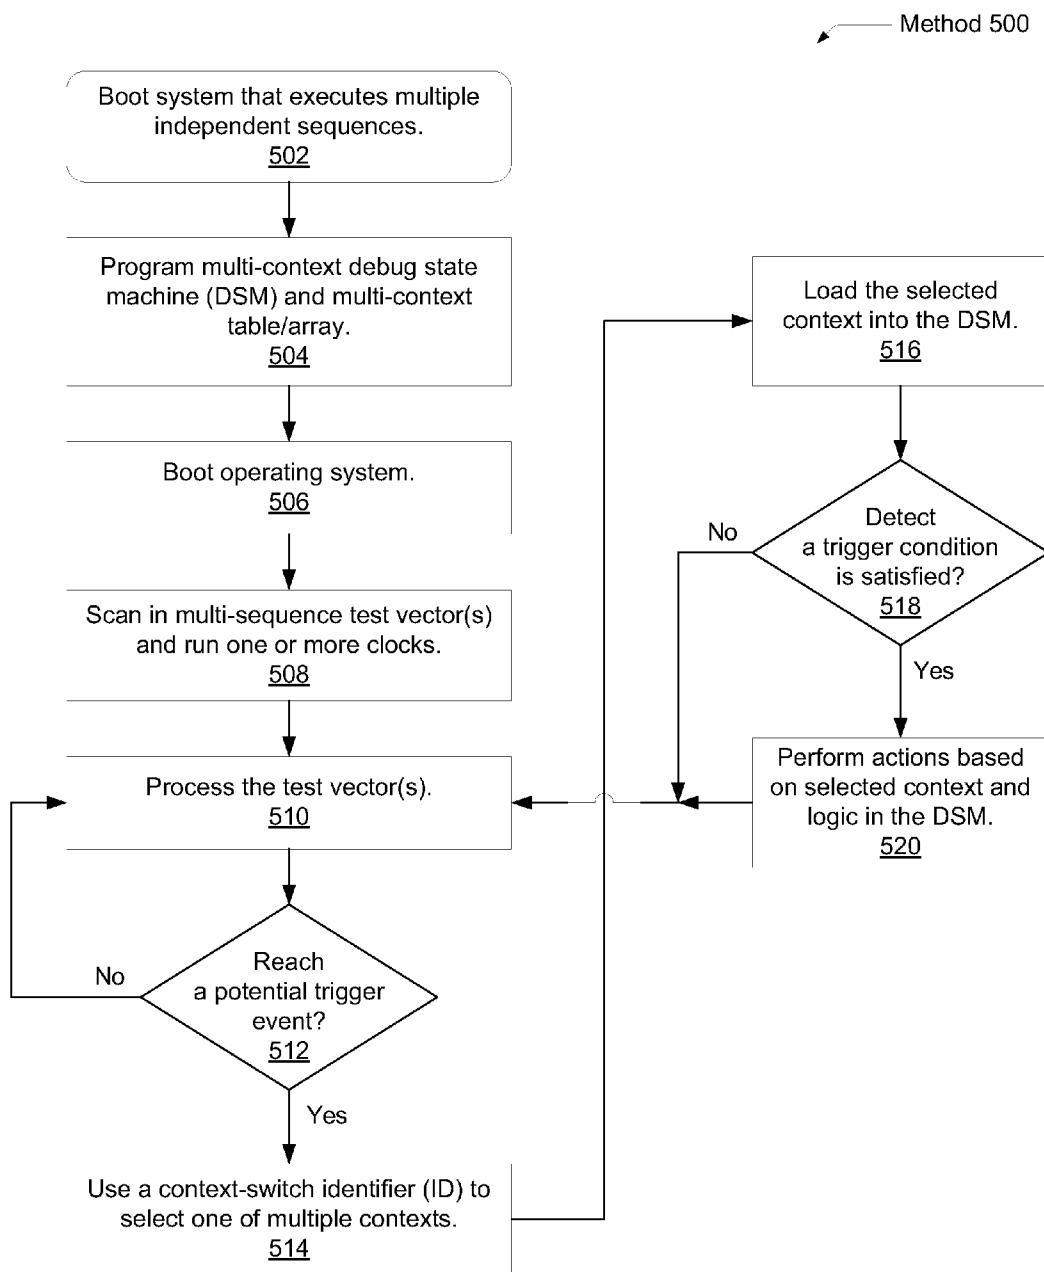 Method 500
Boot system that executes multiple
independent sequences.
502
Program multi-context debug state
machine (DSM) and multi-context
table/array.
504
Boot operating system.
506
Scan in multi-sequence test vector(s)
and run one or more clocks.
508
Process the test vector(s).
510
Reach
a potential trigger
event?
512
No
Yes
Use a context-switch identifier (ID) to
select one of multiple contexts.
514
Load the selected
context into the DSM.
516
Detect
a trigger condition
is satisfied?
518
No
Yes
Perform actions based
on selected context and
logic in the DSM.
520